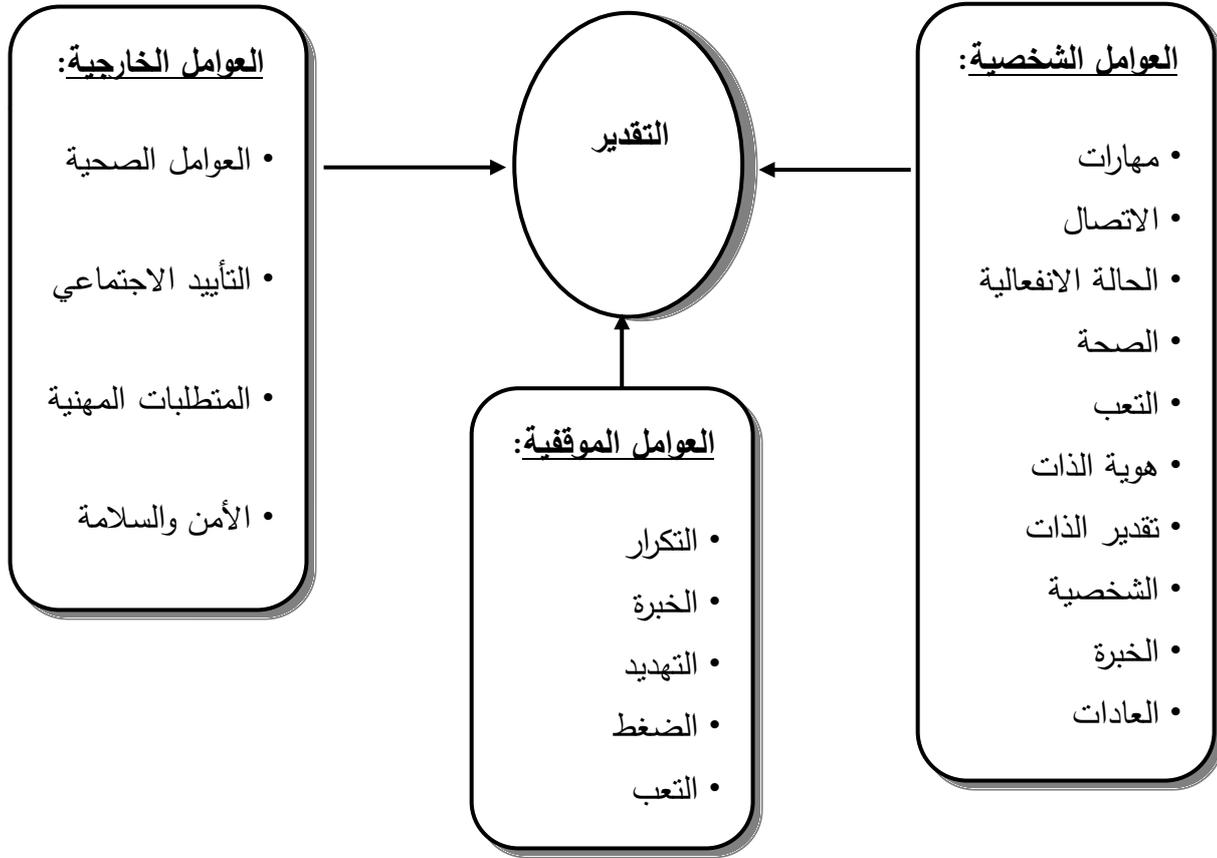 العوامل الشخصية:
• مهارات
• الاتصال
• الحالة الانفعالية
• الصحة
• التعب
• هوية الذات
• تقدير الذات
• الشخصية
• الخبرة
• العادات
التقدير
العوامل الخارجية:
• العوامل الصحية
• التأييد الاجتماعي
• المتطلبات المهنية
• الأمن والسلامة
العوامل الموقفية:
• التكرار
• الخبرة
• التهديد
• الضغط
• التعب